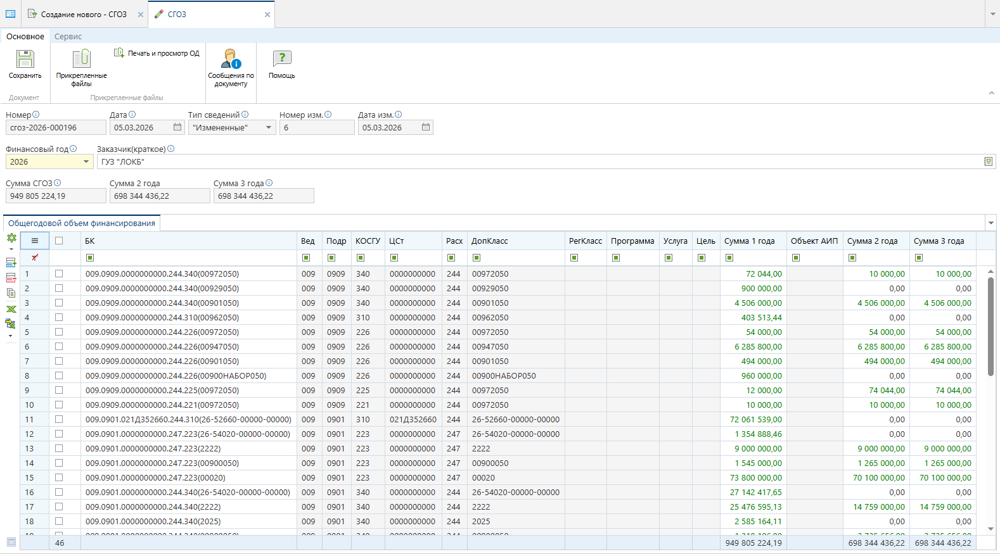 Создание нового - СГОЗ
СГОЗ
Основное Сервис
Сохранить
Прикрепленные файлы
Печать и просмотр ОД
Сообщения по документу
Помощь
Документ Прикрепленные файлы
Номер Дата Тип сведений Номер изм. Дата изм.
сгоз-2026-000196 05.03.2026 "Измененные" 6 05.03.2026
Финансовый год Заказчик(краткое)
2026 ГУЗ "ЛОКБ"
Сумма СГОЗ Сумма 2 года Сумма 3 года
949 805 224,19 698 344 436,22 698 344 436,22
Общегодовой объем финансирования
БК Вед Подр КОСГУ ЦСт Расх ДопКласс РегКласс Программа Услуга Цель Сумма 1 года Объект АИП Сумма 2 года Сумма 3 года
1 009.0909.0000000000.244.340(00972050) 009 0909 340 0000000000 244 00972050 72 044,00 10 000,00 10 000,00
2 009.0909.0000000000.244.340(00929050) 009 0909 340 0000000000 244 00929050 900 000,00 0,00 0,00
3 009.0909.0000000000.244.340(00901050) 009 0909 340 0000000000 244 00901050 4 506 000,00 4 506 000,00 4 506 000,00
4 009.0909.0000000000.244.310(00962050) 009 0909 310 0000000000 244 00962050 403 513,44 0,00 0,00
5 009.0909.0000000000.244.226(00972050) 009 0909 226 0000000000 244 00972050 54 000,00 54 000,00 54 000,00
6 009.0909.0000000000.244.226(00947050) 009 0909 226 0000000000 244 00947050 6 285 800,00 6 285 800,00 6 285 800,00
7 009.0909.0000000000.244.226(00901050) 009 0909 226 0000000000 244 00901050 494 000,00 494 000,00 494 000,00
8 009.0909.0000000000.244.226(00900НАБОР050) 009 0909 226 0000000000 244 00900НАБОР050 960 000,00 0,00 0,00
9 009.0909.0000000000.244.225(00972050) 009 0909 225 0000000000 244 00972050 12 000,00 74 044,00 74 044,00
10 009.0909.0000000000.244.221(00972050) 009 0909 221 0000000000 244 00972050 10 000,00 10 000,00 10 000,00
11 009.0901.021Д352660.244.310(26-52660-00000-00000) 009 0901 310 021Д352660 244 26-52660-00000-00000 72 061 539,00 0,00 0,00
12 009.0901.0000000000.247.223(26-54020-00000-00000) 009 0901 223 0000000000 247 26-54020-00000-00000 1 354 888,46 0,00 0,00
13 009.0901.0000000000.247.223(2222) 009 0901 223 0000000000 247 2222 9 000 000,00 9 000 000,00 9 000 000,00
14 009.0901.0000000000.247.223(00900050) 009 0901 223 0000000000 247 00900050 1 545 000,00 1 265 000,00 1 265 000,00
15 009.0901.0000000000.247.223(00020) 009 0901 223 0000000000 247 00020 73 800 000,00 70 100 000,00 70 100 000,00
16 009.0901.0000000000.244.340(26-54020-00000-00000) 009 0901 340 0000000000 244 26-54020-00000-00000 27 142 417,65 0,00 0,00
17 009.0901.0000000000.244.340(2222) 009 0901 340 0000000000 244 2222 25 476 595,13 14 759 000,00 14 759 000,00
18 009.0901.0000000000.244.340(2025) 009 0901 340 0000000000 244 2025 2 585 164,11 0,00 0,00
46 949 805 224,19 698 344 436,22 698 344 436,22